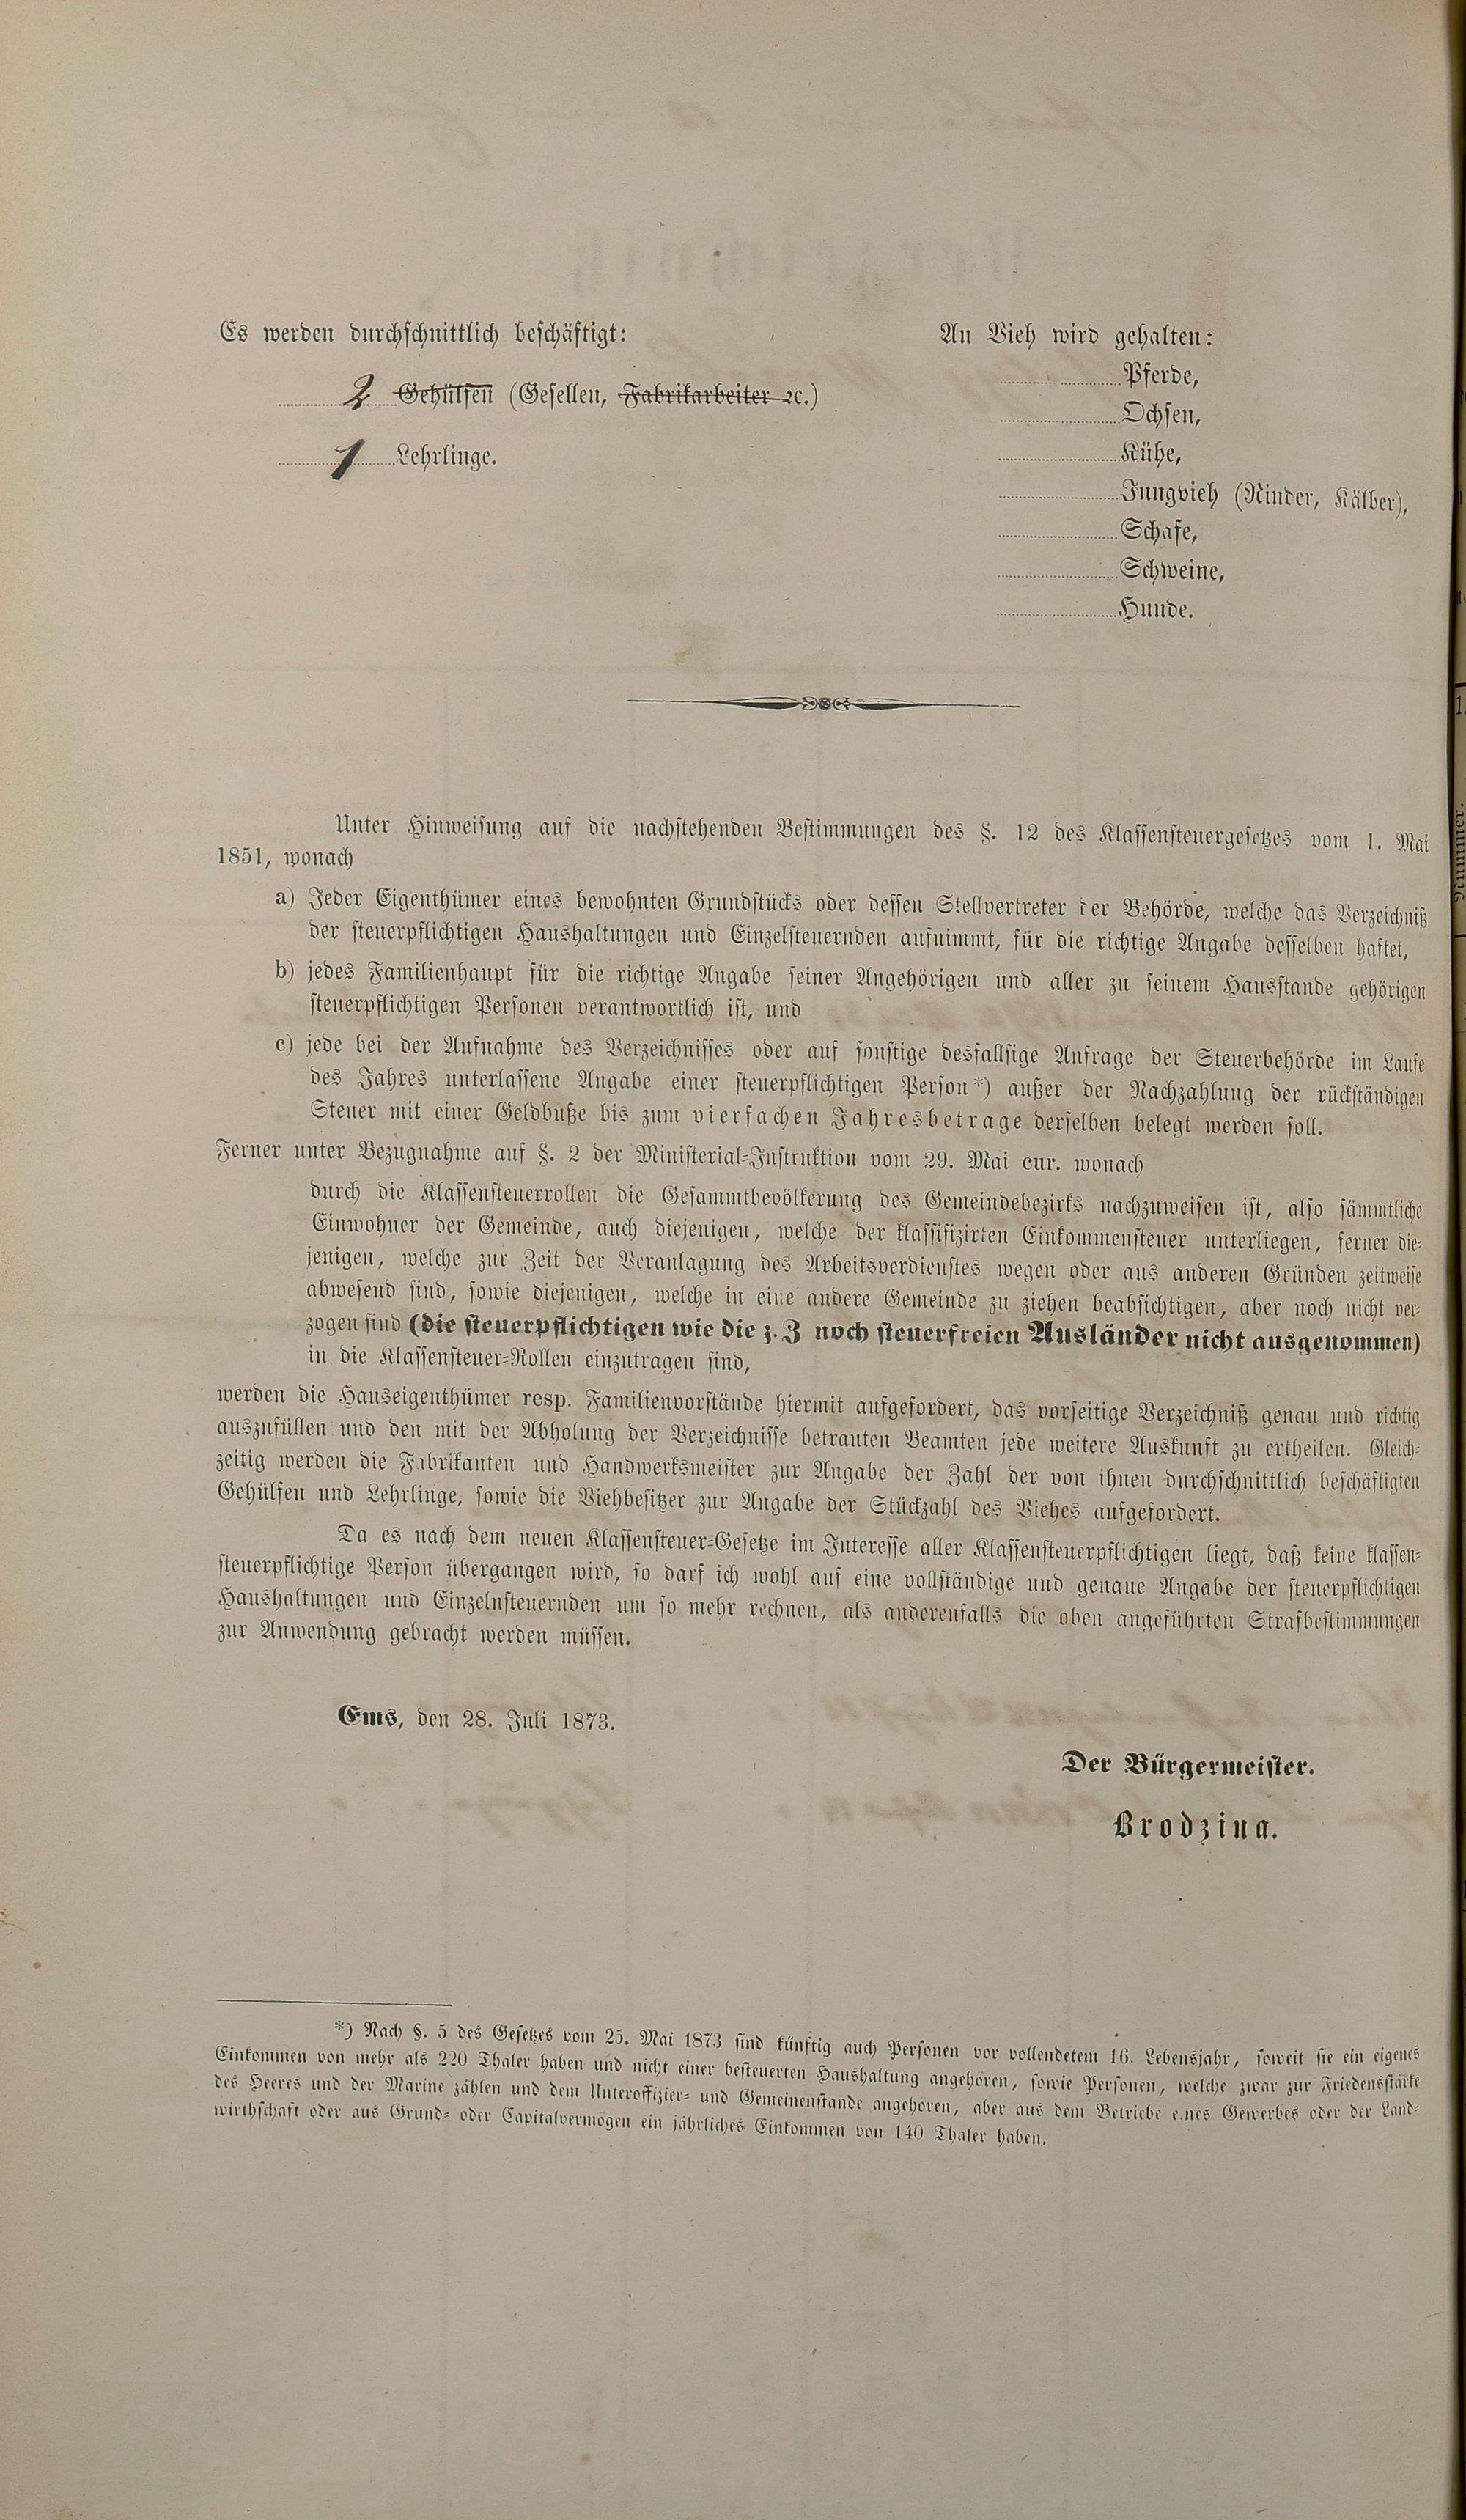 Es werden durchschnittlich beschäftigt:
2 Gehülfen (Gesellen, Fabrikarbeiter ꝛc.)
1 Lehrlinge.
An Vieh wird gehalten:
Pferde,
Ochsen,
Kühe,
Jungvieh (Rinder, Kälber),
Schafe,
Schweine,
Hunde.
Unter Hinweisung auf die nachstehenden Bestimmungen des §. 12 des Klassensteuergesetzes vom 1. Mai
1851, wonach
a) Jeder Eigenthümer eines bewohnten Grundstücks oder dessen Stellvertreter der Behörde, welche das Verzeichniß
der steuerpflichtigen Haushaltungen und Einzelsteuernden aufnimmt, für die richtige Angabe desselben haftet,
b) jedes Familienhaupt für die richtige Angabe seiner Angehörigen und aller zu seinem Hausstande gehörigen
steuerpflichtigen Personen verantwortlich ist, und
c) jede bei der Aufnahme des Verzeichnisses oder auf sonstige desfallsige Anfrage der Steuerbehörde im Laufe
des Jahres unterlassene Angabe einer steuerpflichtigen Person*) außer der Nachzahlung der rückständigen
Steuer mit einer Geldbuße bis zum vierfachen Jahresbetrage derselben belegt werden soll.
Ferner unter Bezugnahme auf §. 2 der Ministerial-Instruktion vom 29. Mai cur. wonach
durch die Klassensteuerrollen die Gesammtbevölkerung des Gemeindebezirks nachzuweisen ist, also sämmtliche
Einwohner der Gemeinde, auch diejenigen, welche der klassifizirten Einkommensteuer unterliegen, ferner die-
jenigen, welche zur Zeit der Veranlagung des Arbeitsverdienstes wegen oder aus anderen Gründen zeitweise
abwesend sind, sowie diejenigen, welche in eine andere Gemeinde zu ziehen beabsichtigen, aber noch nicht ver-
zogen sind (die steuerpflichtigen wie die z. Z noch steuerfreien Ausländer nicht ausgenommen)
in die Klassensteuer-Rollen einzutragen sind,
werden die Hauseigenthümer resp. Familienvorstände hiermit aufgefordert, das vorseitige Verzeichniß genau und richtig
auszufüllen und den mit der Abholung der Verzeichnisse betrauten Beamten jede weitere Auskunft zu ertheilen. Gleich-
zeitig werden die Fabrikanten und Handwerksmeister zur Angabe der Zahl der von ihnen durchschnittlich beschäftigten
Gehülfen und Lehrlinge, sowie die Viehbesitzer zur Angabe der Stückzahl des Viehes aufgefordert.
Da es nach dem neuen Klassensteuer-Gesetze im Interesse aller Klassensteuerpflichtigen liegt, daß keine klassen-
steuerpflichtige Person übergangen wird, so darf ich wohl auf eine vollständige und genaue Angabe der steuerpflichtigen
Haushaltungen und Einzelnsteuernden um so mehr rechnen, als anderenfalls die oben angeführten Strafbestimmungen
zur Anwendung gebracht werden müssen.
Ems, den 28. Juli 1873.
Der Bürgermeister.
Brodzina.
*) Nach §. 5 des Gesetzes vom 25. Mai 1873 sind künftig auch Personen vor vollendetem 16. Lebensjahr, soweit sie ein eigenes
Einkommen von mehr als 220 Thaler haben und nicht einer besteuerten Haushaltung angehören, sowie Personen, welche zwar zur Friedensstärke
des Heeres und der Marine zählen und dem Unteroffizier- und Gemeinenstande angehören, aber aus dem Betriebe eines Gewerbes oder der Land-
wirthschaft oder aus Grund- oder Capitalvermögen ein jährliches Einkommen von 140 Thaler haben.